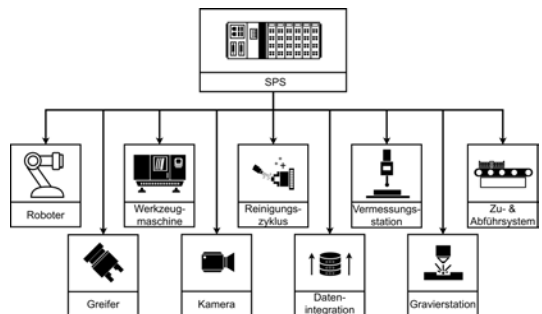 SPS
Roboter
Werkzeug-
maschine
Reinigungs-
zyklus
Vermessungs-
station
Zu- &
Abführsystem
Greifer
Kamera
Daten-
integration
Gravierstation